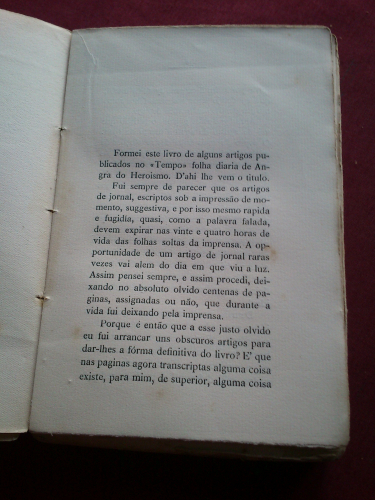 Formei este livro de alguns artigos pu-
blicados no «Tempo» folha diaria de An-
gra do Heroismo. D'ahi lhe vem o titulo.
Fui sempre de parecer que os artigos
de jornal, escriptos sob a impressão de mo-
mento, suggestiva, e por isso mesmo rapida
e fugidia, quasi, como a palavra falada,
devem expirar nas vinte e quatro horas de
vida das folhas soltas da imprensa. A op-
portunidade de um artigo de jornal raras
vezes vai alem do dia em que viu a luz.
Assim pensei sempre, e assim procedi, dei-
xando no absoluto olvido centenas de pa-
ginas, assignadas ou não, que durante a
vida fui deixando pela imprensa.
Porque é então que a esse justo olvido
eu fui arrancar uns obscuros artigos para
dar-lhes a fórma definitiva do livro? E' que
nas paginas agora transcriptas alguma coisa
existe, para mim, de superior, alguma coisa